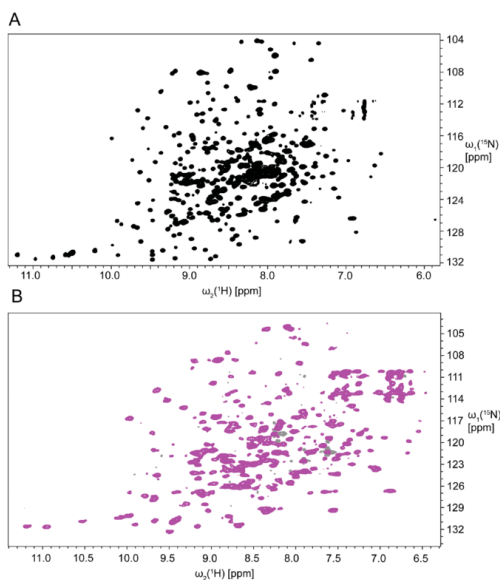 A
104
108
112
116
120
124
128
132
ω₁(¹⁵N)
[ppm]
11.0 10.0 9.0 8.0 7.0 6.0
ω₂(¹H) [ppm]
B
105
108
111
114
117
120
123
126
129
132
ω₁(¹⁵N)
[ppm]
11.0 10.5 10.0 9.5 9.0 8.5 8.0 7.5 7.0 6.5
ω₂(¹H) [ppm]